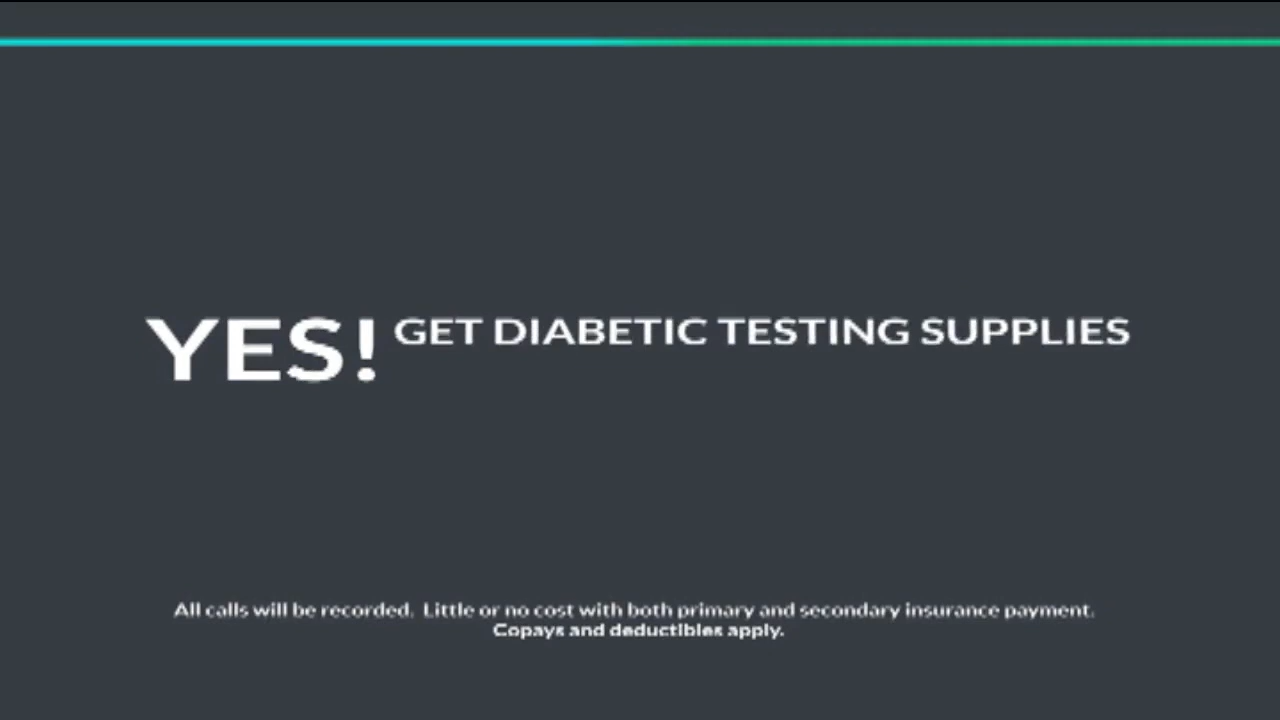 YES! GET DIABETIC TESTING SUPPLIES
All calls will be recorded. Little or no cost with both primary and secondary insurance payment.
Copays and deductibles apply.